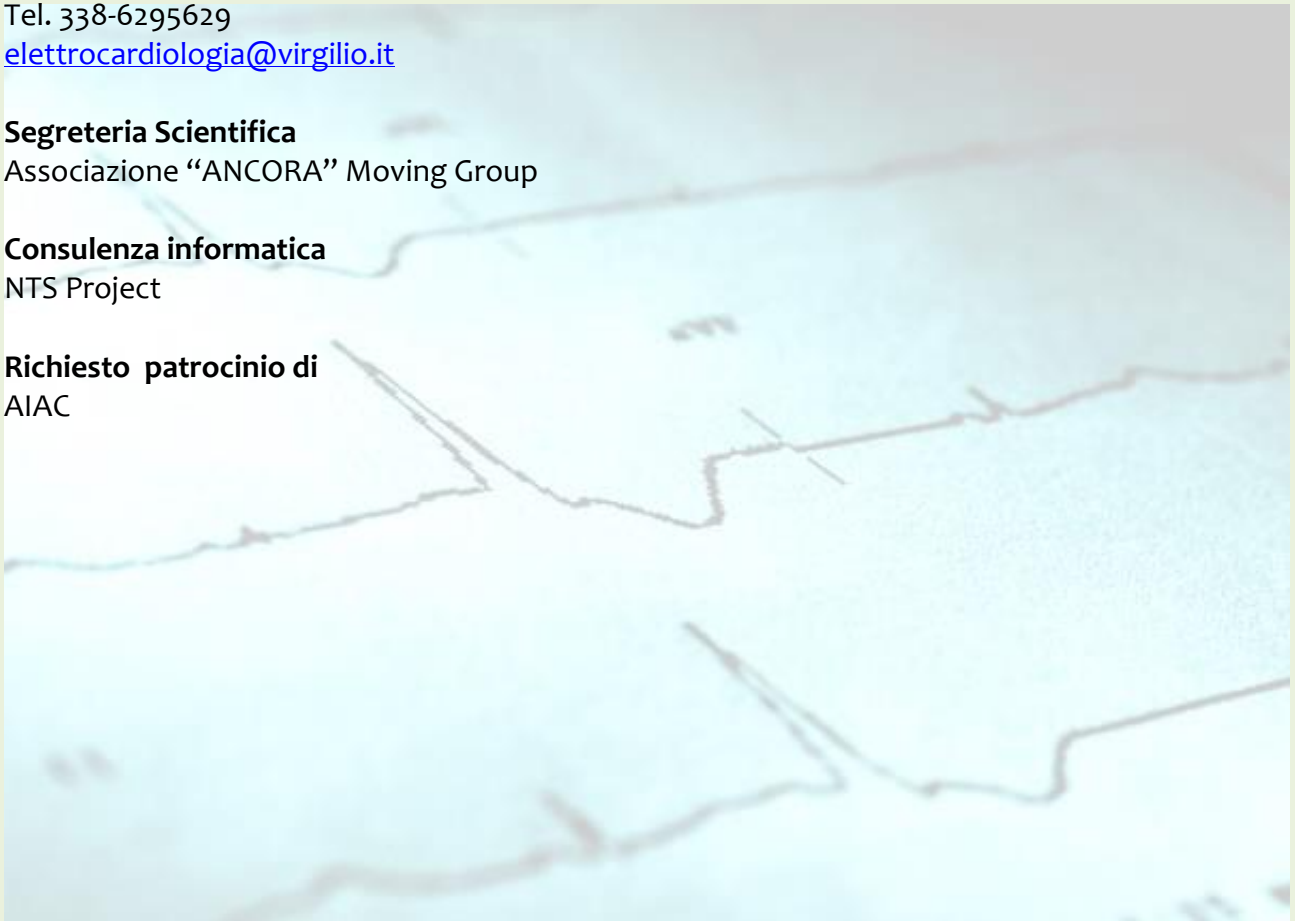 Tel. 338-6295629
elettrocardiologia@virgilio.it
Segreteria Scientifica
Associazione “ANCORA” Moving Group
Consulenza informatica
NTS Project
Richiesto patrocinio di
AIAC